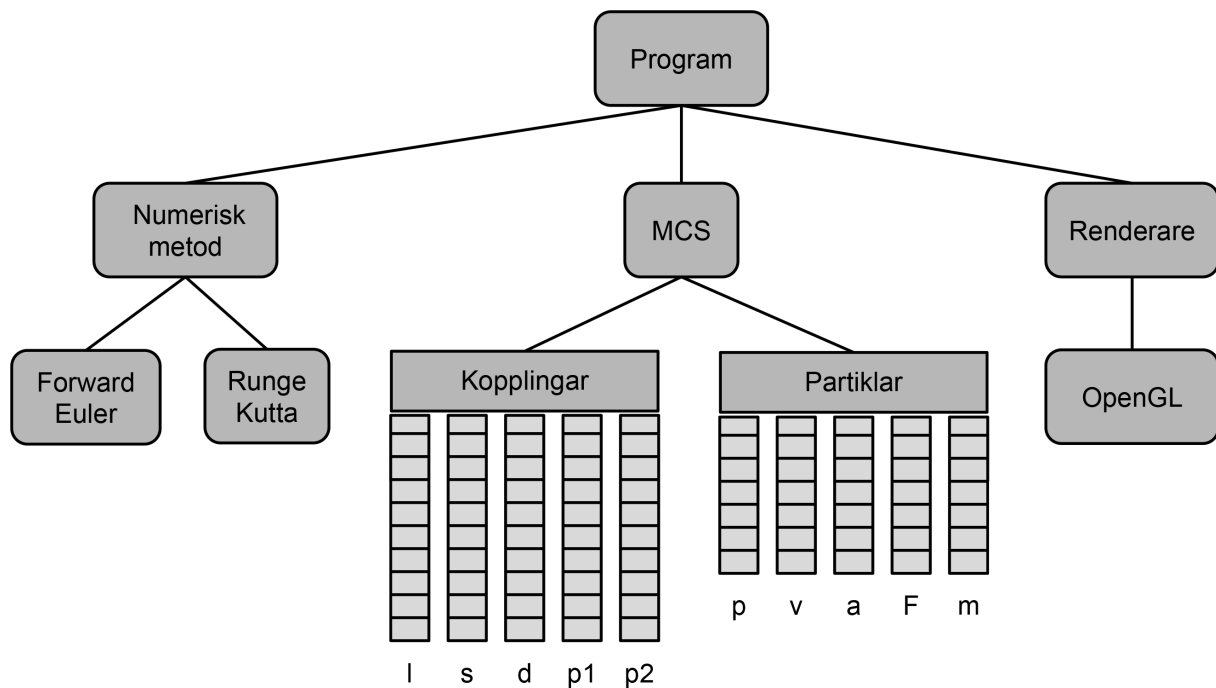 Program
Numerisk
metod
MCS
Renderare
Forward
Euler
Runge
Kutta
Kopplingar
Partiklar
OpenGL
p v a F m
l s d p1 p2